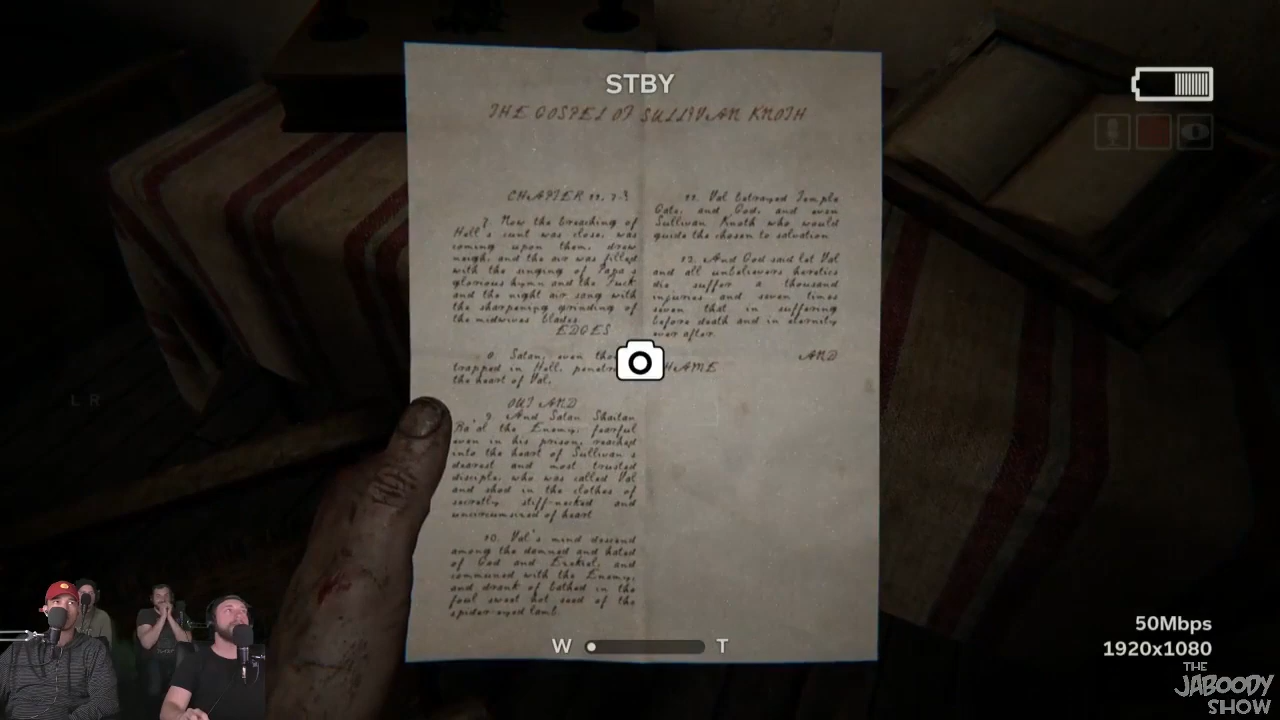 STBY
THE GOSPEL OF SULLIVAN KNOTH
CHAPTER 11, 7-9
7. Now the breaching of
Hell's cunt was close, was
coming upon them, drew
neigh, and the air was filled
with the singing of Papa's
glorious hymn and the Fuck
and the night air sang with
the sharpening grinding of
the midwives blades.
EDGES
8. Satan, even
trapped in Hell,
the heart of Val.
OUT AND
9. And Satan Shaitan
Ba'al the Enemy, fearful
even in his prison, reached
into the heart of Sullivan's
dearest and most trusted
disciple, who was called Val
and shod in the clothes of
secretly stiff-necked and
uncircumsized of heart
10. Val's mind descend
among the damned and hated
of God and Ezekiel, and
communed with the Enemy,
and drank of bathed in the
foul sweet hot seed of the
spider-eyed lamb.
11. Val betrayed Temple
Gate, and God, and even
Sullivan Knoth who would
guide the chosen to salvation
12. And God said let Val
and all unbelievers heretics
die suffer a thousand
injuries and seven times
seven that in suffering
before death and in eternity
ever after.
AND
L R
W T
50Mbps
1920x1080
THE
JABOODY
SHOW